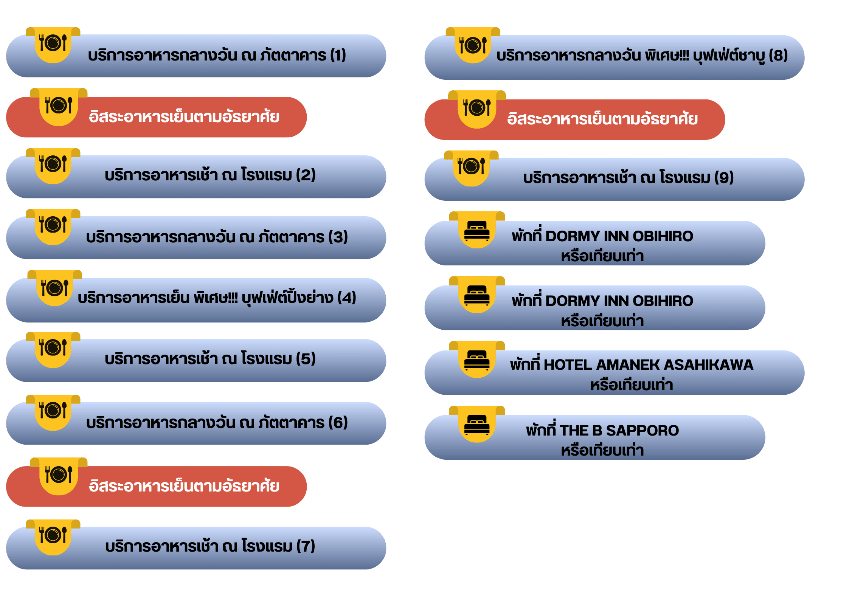 บริการอาหารกลางวัน ณ ภัตตาคาร (1)
อิสระอาหารเย็นตามอัธยาศัย
บริการอาหารเช้า ณ โรงแรม (2)
บริการอาหารกลางวัน ณ ภัตตาคาร (3)
บริการอาหารเย็น พิเศษ!!! บุฟเฟ่ต์ปิ้งย่าง (4)
บริการอาหารเช้า ณ โรงแรม (5)
บริการอาหารกลางวัน ณ ภัตตาคาร (6)
อิสระอาหารเย็นตามอัธยาศัย
บริการอาหารเช้า ณ โรงแรม (7)
บริการอาหารกลางวัน พิเศษ!!! บุฟเฟ่ต์ชาบู (8)
อิสระอาหารเย็นตามอัธยาศัย
บริการอาหารเช้า ณ โรงแรม (9)
พักที่ DORMY INN OBIHIRO
หรือเทียบเท่า
พักที่ DORMY INN OBIHIRO
หรือเทียบเท่า
พักที่ HOTEL AMANEK ASAHIKAWA
หรือเทียบเท่า
พักที่ THE B SAPPORO
หรือเทียบเท่า